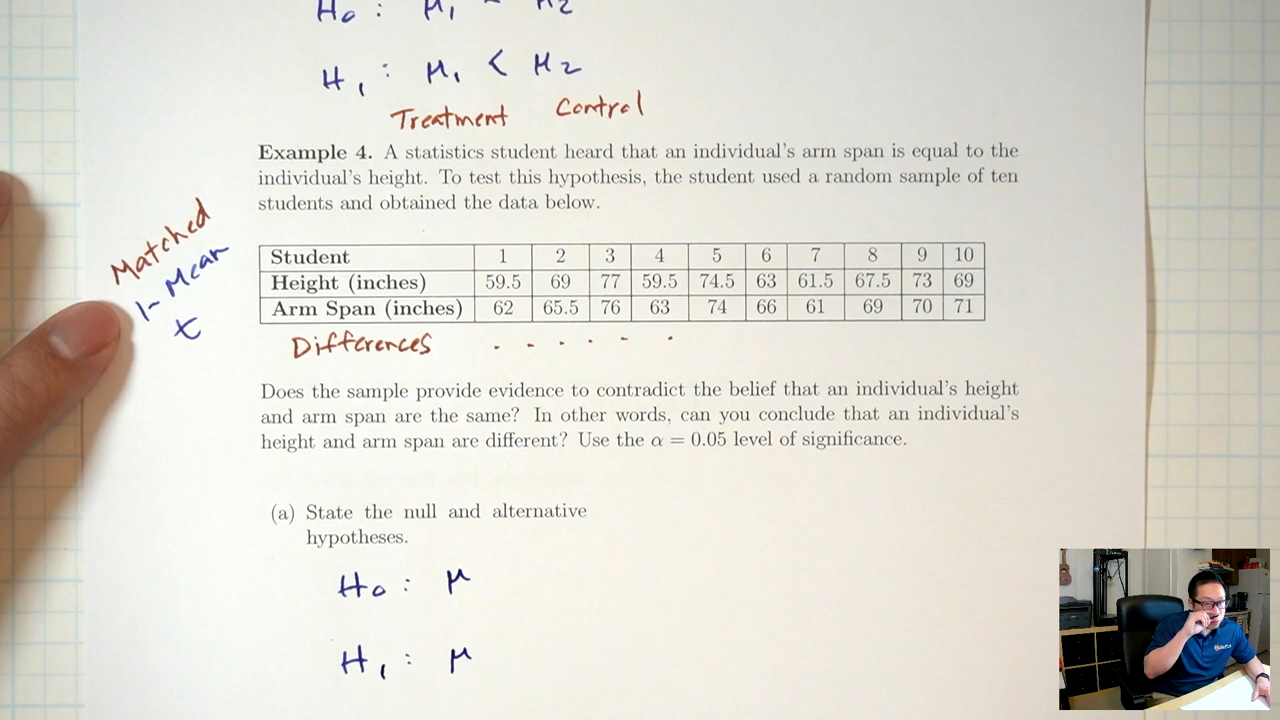 H₀ : μ₁ = μ₂
H₁ : μ₁ < μ₂
Treatment Control
Example 4. A statistics student heard that an individual's arm span is equal to the
individual's height. To test this hypothesis, the student used a random sample of ten
students and obtained the data below.
Matched
1-Mean
t
Student 1 2 3 4 5 6 7 8 9 10
Height (inches) 59.5 69 77 59.5 74.5 63 61.5 67.5 73 69
Arm Span (inches) 62 65.5 76 63 74 66 61 69 70 71
Differences . . . . . .
Does the sample provide evidence to contradict the belief that an individual's height
and arm span are the same? In other words, can you conclude that an individual's
height and arm span are different? Use the α = 0.05 level of significance.
(a) State the null and alternative
hypotheses.
H₀ : μ
H₁ : μ